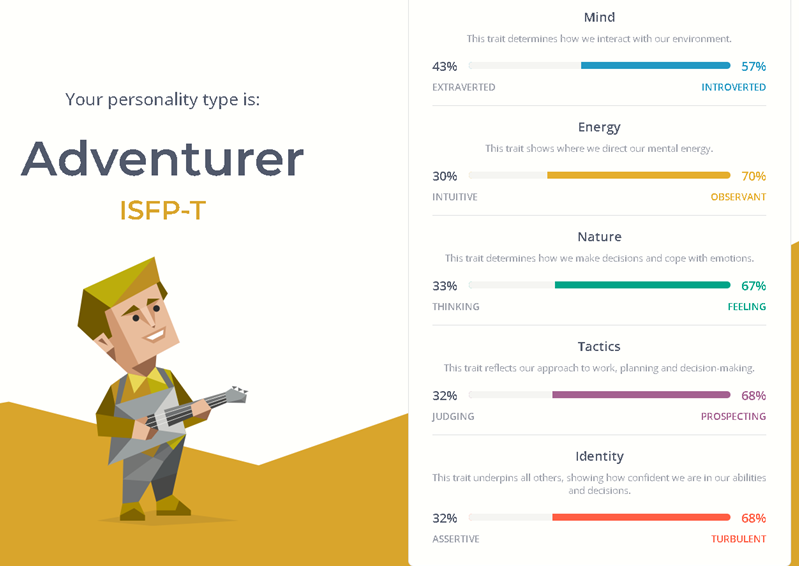 Your personality type is:
Adventurer
ISFP-T
Mind
This trait determines how we interact with our environment.
43% 57%
EXTRAVERTED INTROVERTED
Energy
This trait shows where we direct our mental energy.
30% 70%
INTUITIVE OBSERVANT
Nature
This trait determines how we make decisions and cope with emotions.
33% 67%
THINKING FEELING
Tactics
This trait reflects our approach to work, planning and decision-making.
32% 68%
JUDGING PROSPECTING
Identity
This trait underpins all others, showing how confident we are in our abilities
and decisions.
32% 68%
ASSERTIVE TURBULENT